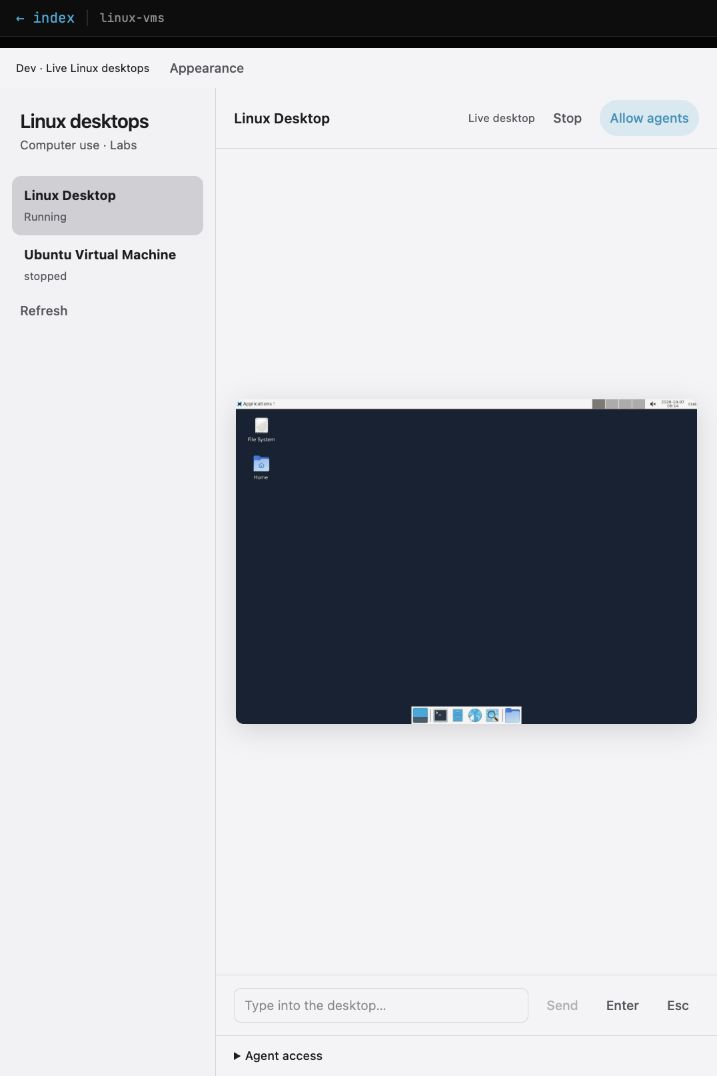 ← index
linux-vms
Dev · Live Linux desktops
Appearance
Linux desktops
Computer use · Labs
Linux Desktop
Running
Ubuntu Virtual Machine
stopped
Refresh
Linux Desktop
Live desktop
Stop
Allow agents
Applications
File System
Home
Type into the desktop...
Send
Enter
Esc
▶ Agent access